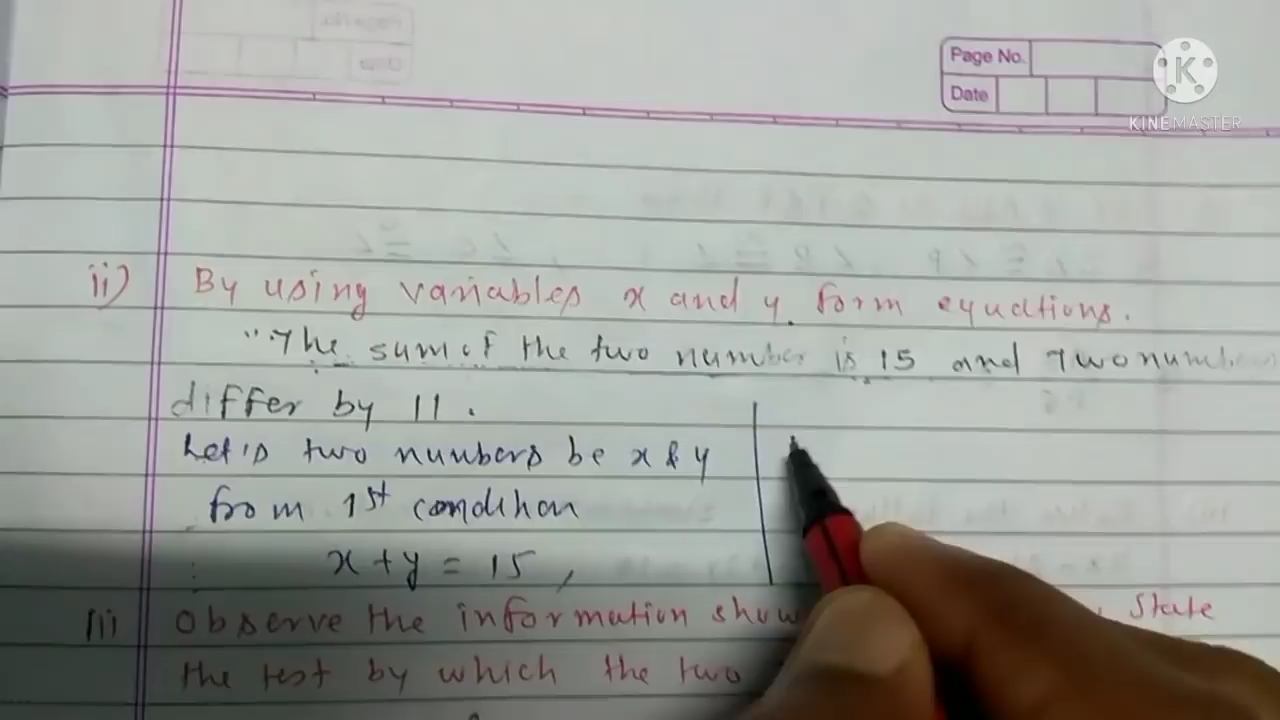 Page No.
Date
KINEMASTER
ii) By using variables x and y form equations.
"The sum of the two number is 15 and two numbers
differ by 11.
Let's two numbers be x & y
from 1st condition
x + y = 15,
iii) Observe the information show State
the test by which the two